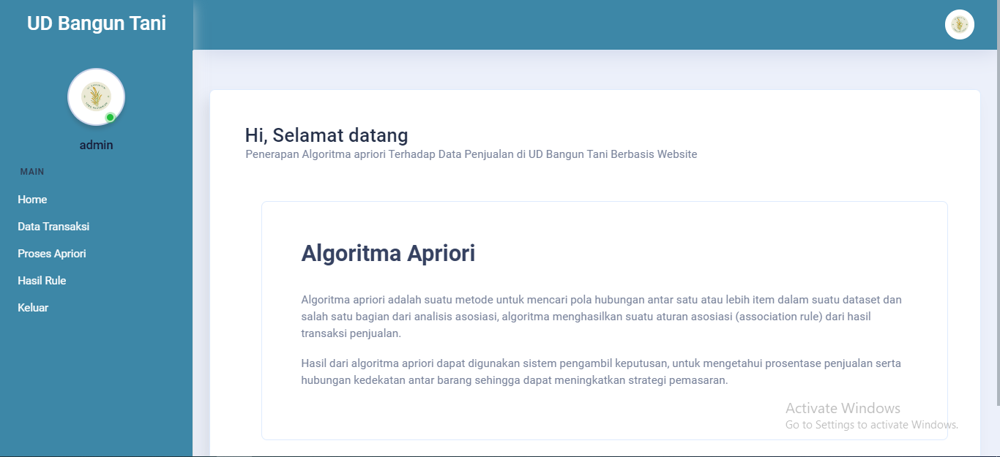 UD Bangun Tani
admin
MAIN
Home
Data Transaksi
Proses Apriori
Hasil Rule
Keluar
Hi, Selamat datang
Penerapan Algoritma apriori Terhadap Data Penjualan di UD Bangun Tani Berbasis Website
Algoritma Apriori
Algoritma apriori adalah suatu metode untuk mencari pola hubungan antar satu atau lebih item dalam suatu dataset dan
salah satu bagian dari analisis asosiasi, algoritma menghasilkan suatu aturan asosiasi (association rule) dari hasil
transaksi penjualan.
Hasil dari algoritma apriori dapat digunakan sistem pengambil keputusan, untuk mengetahui prosentase penjualan serta
hubungan kedekatan antar barang sehingga dapat meningkatkan strategi pemasaran.
Activate Windows
Go to Settings to activate Windows.